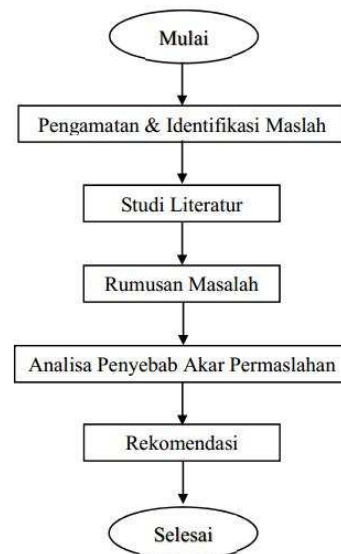 Mulai
Pengamatan & Identifikasi Maslah
Studi Literatur
Rumusan Masalah
Analisa Penyebab Akar Permaslahan
Rekomendasi
Selesai